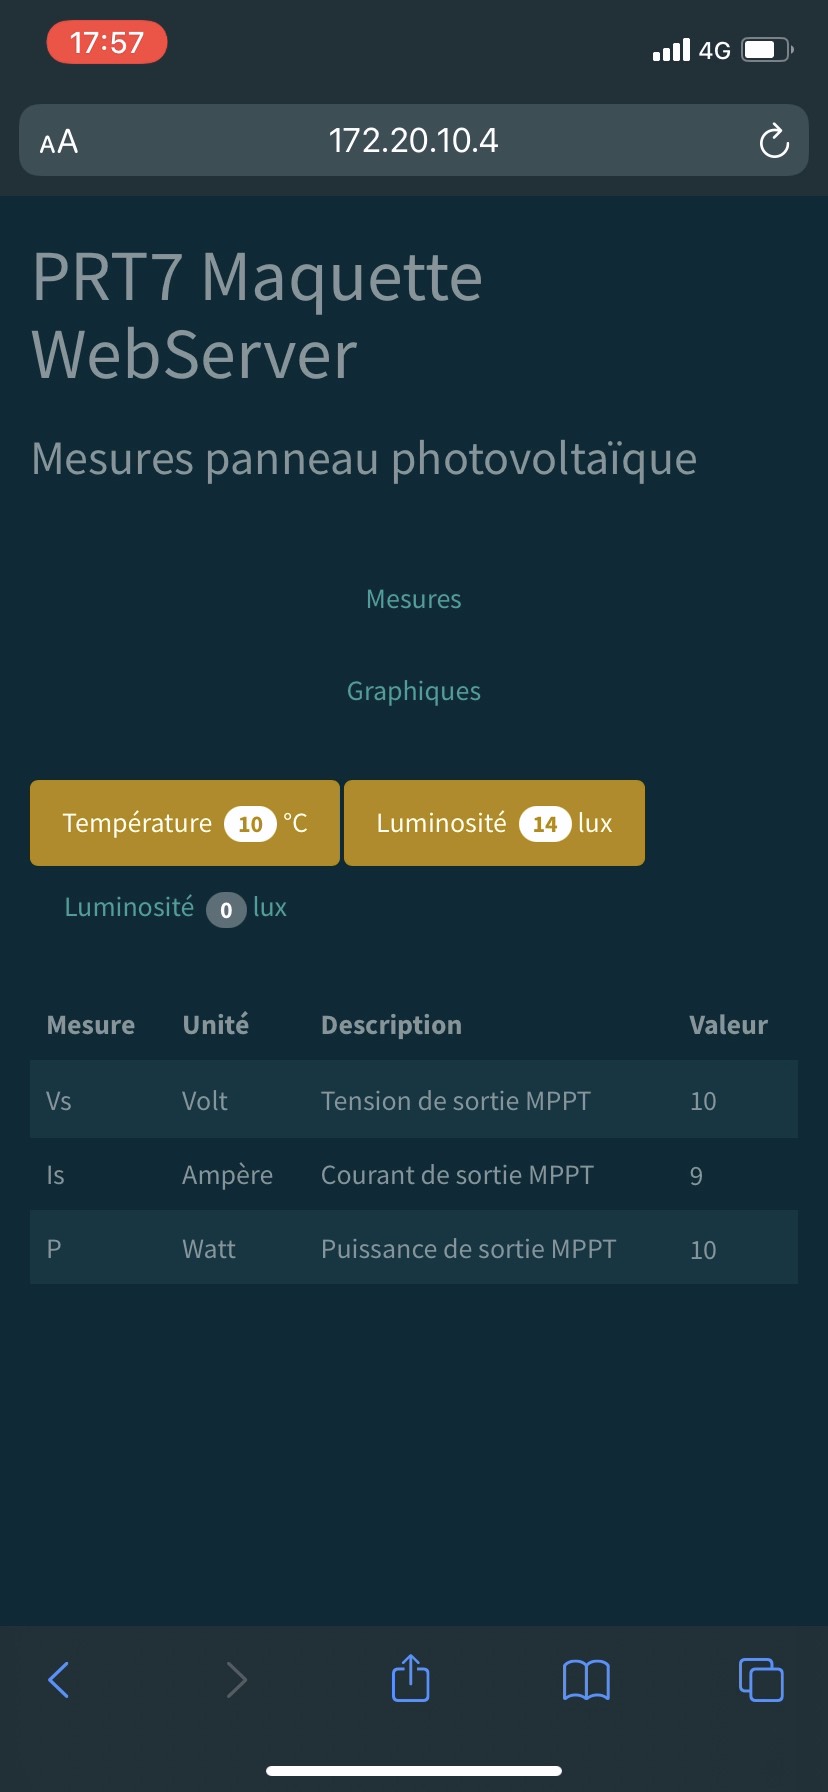 17:57
4G
AA
172.20.10.4
PRT7 Maquette
WebServer
Mesures panneau photovoltaïque
Mesures
Graphiques
Température 10 °C Luminosité 14 lux
Luminosité 0 lux
Mesure Unité Description Valeur
Vs Volt Tension de sortie MPPT 10
Is Ampère Courant de sortie MPPT 9
P Watt Puissance de sortie MPPT 10